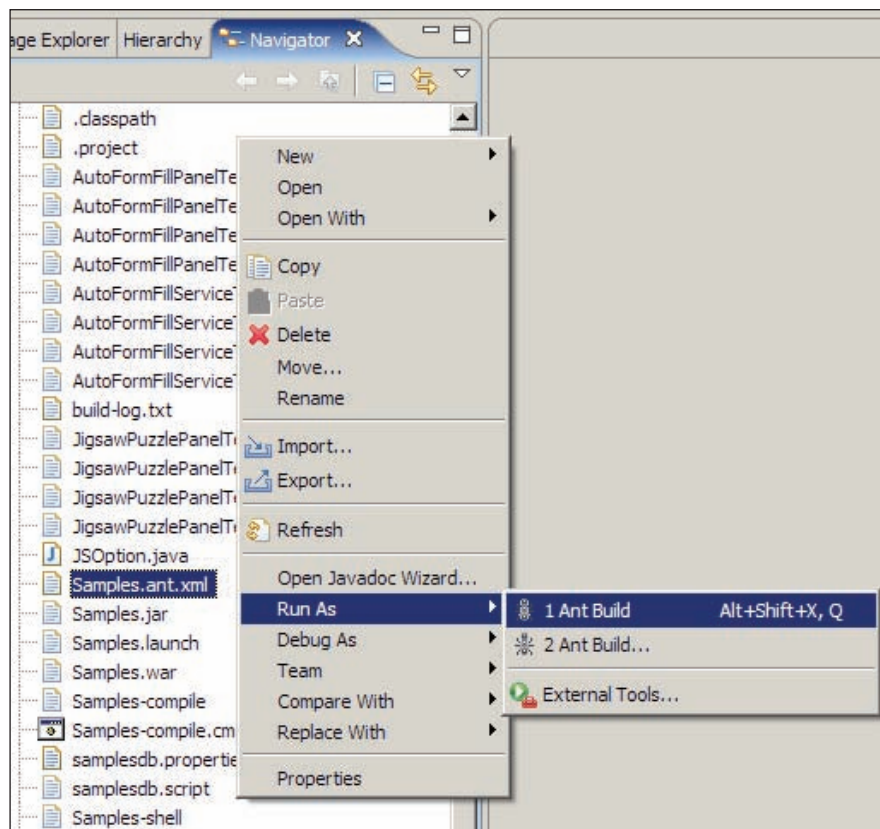 age Explorer Hierarchy Navigator
.classpath
.project
AutoFormFillPanelTe
AutoFormFillPanelTe
AutoFormFillPanelTe
AutoFormFillPanelTe
AutoFormFillServiceT
AutoFormFillService
AutoFormFillService
AutoFormFillService
build-log.txt
JigsawPuzzlePanelT
JigsawPuzzlePanelT
JigsawPuzzlePanelT
JigsawPuzzlePanelT
JSOption.java
Samples.ant.xml
Samples.jar
Samples.launch
Samples.war
Samples-compile
Samples-compile.cm
samplesdb.propertie
samplesdb.script
Samples-shell
New
Open
Open With
Copy
Paste
Delete
Move...
Rename
Import...
Export...
Refresh
Open Javadoc Wizard...
Run As
Debug As
Team
Compare With
Replace With
Properties
1 Ant Build Alt+Shift+X, Q
2 Ant Build...
External Tools...